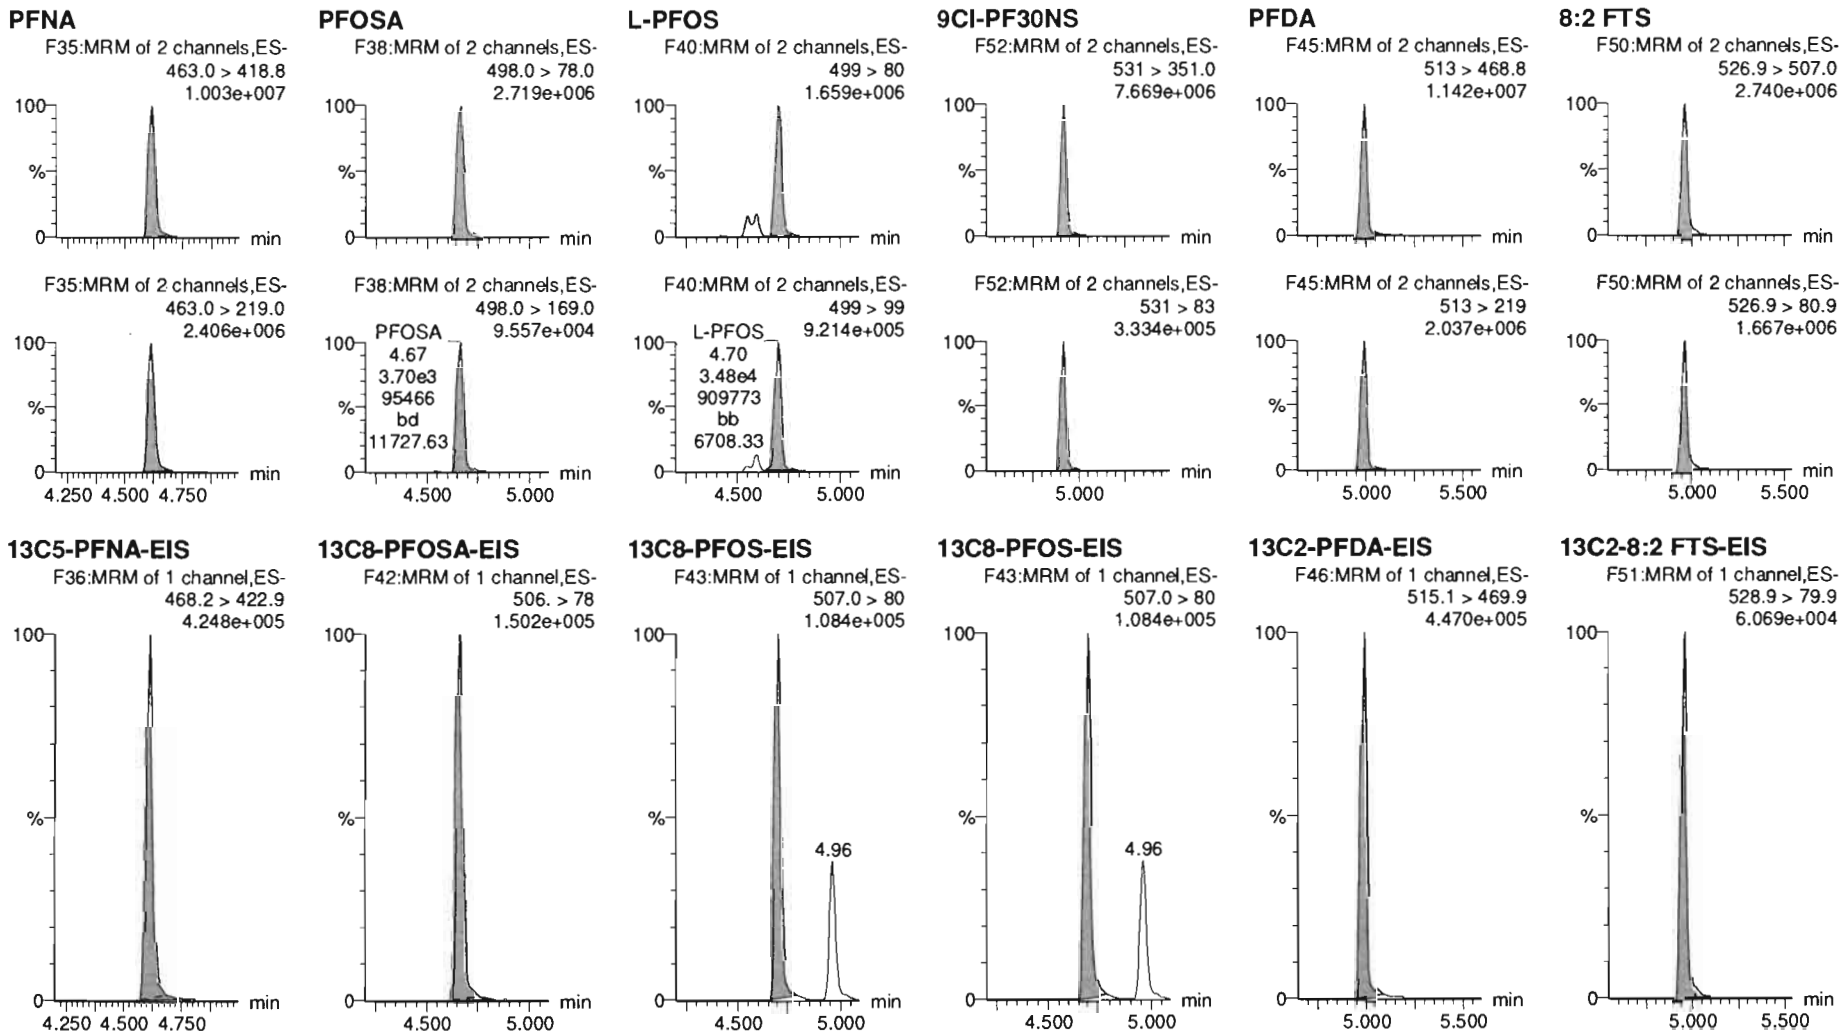 PFNA
F35:MRM of 2 channels,ES-
463.0 > 418.8
1.003e+007
100
%
0
min
F35:MRM of 2 channels,ES-
463.0 > 219.0
2.406e+006
100
%
0
min
4.250 4.500 4.750
PFOSA
F38:MRM of 2 channels,ES-
498.0 > 78.0
2.719e+006
100
%
0
min
F38:MRM of 2 channels,ES-
498.0 > 169.0
9.557e+004
PFOSA
4.67
3.70e3
95466
bd
11727.63
100
%
0
min
4.500 5.000
L-PFOS
F40:MRM of 2 channels,ES-
499 > 80
1.659e+006
100
%
0
min
F40:MRM of 2 channels,ES-
499 > 99
9.214e+005
L-PFOS
4.70
3.48e4
909773
bb
6708.33
100
%
0
min
4.500 5.000
9Cl-PF30NS
F52:MRM of 2 channels,ES-
531 > 351.0
7.669e+006
100
%
0
min
F52:MRM of 2 channels,ES-
531 > 83
3.334e+005
100
%
0
min
5.000
PFDA
F45:MRM of 2 channels,ES-
513 > 468.8
1.142e+007
100
%
0
min
F45:MRM of 2 channels,ES-
513 > 219
2.037e+006
100
%
0
min
5.000 5.500
8:2 FTS
F50:MRM of 2 channels,ES-
526.9 > 507.0
2.740e+006
100
%
0
min
F50:MRM of 2 channels,ES-
526.9 > 80.9
1.667e+006
100
%
0
min
5.000 5.500
13C5-PFNA-EIS
F36:MRM of 1 channel,ES-
468.2 > 422.9
4.248e+005
100
%
0
min
4.250 4.500 4.750
13C8-PFOSA-EIS
F42:MRM of 1 channel,ES-
506. > 78
1.502e+005
100
%
0
min
4.500 5.000
13C8-PFOS-EIS
F43:MRM of 1 channel,ES-
507.0 > 80
1.084e+005
100
%
4.96
0
min
4.500 5.000
13C8-PFOS-EIS
F43:MRM of 1 channel,ES-
507.0 > 80
1.084e+005
100
%
4.96
0
min
4.500 5.000
13C2-PFDA-EIS
F46:MRM of 1 channel,ES-
515.1 > 469.9
4.470e+005
100
%
0
min
5.000 5.500
13C2-8:2 FTS-EIS
F51:MRM of 1 channel,ES-
528.9 > 79.9
6.069e+004
100
%
0
min
5.000 5.500